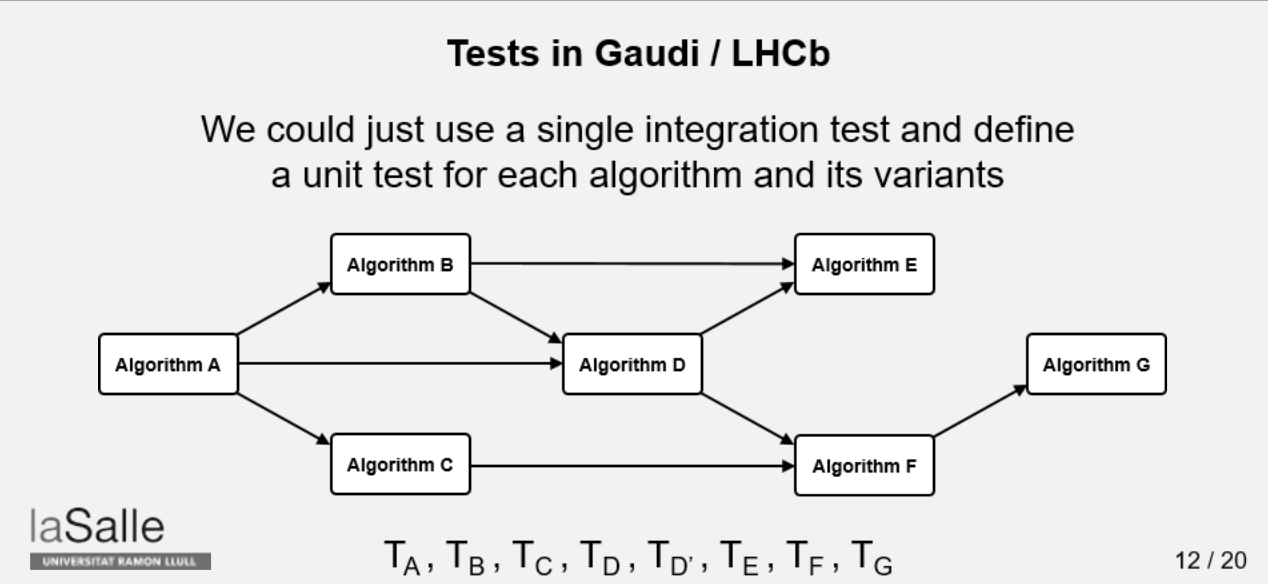 Tests in Gaudi / LHCb
We could just use a single integration test and define
a unit test for each algorithm and its variants
Algorithm B
Algorithm E
Algorithm A
Algorithm D
Algorithm G
Algorithm C
Algorithm F
laSalle
UNIVERSITAT RAMON LLULL
T_A, T_B, T_C, T_D, T_D', T_E, T_F, T_G
12 / 20